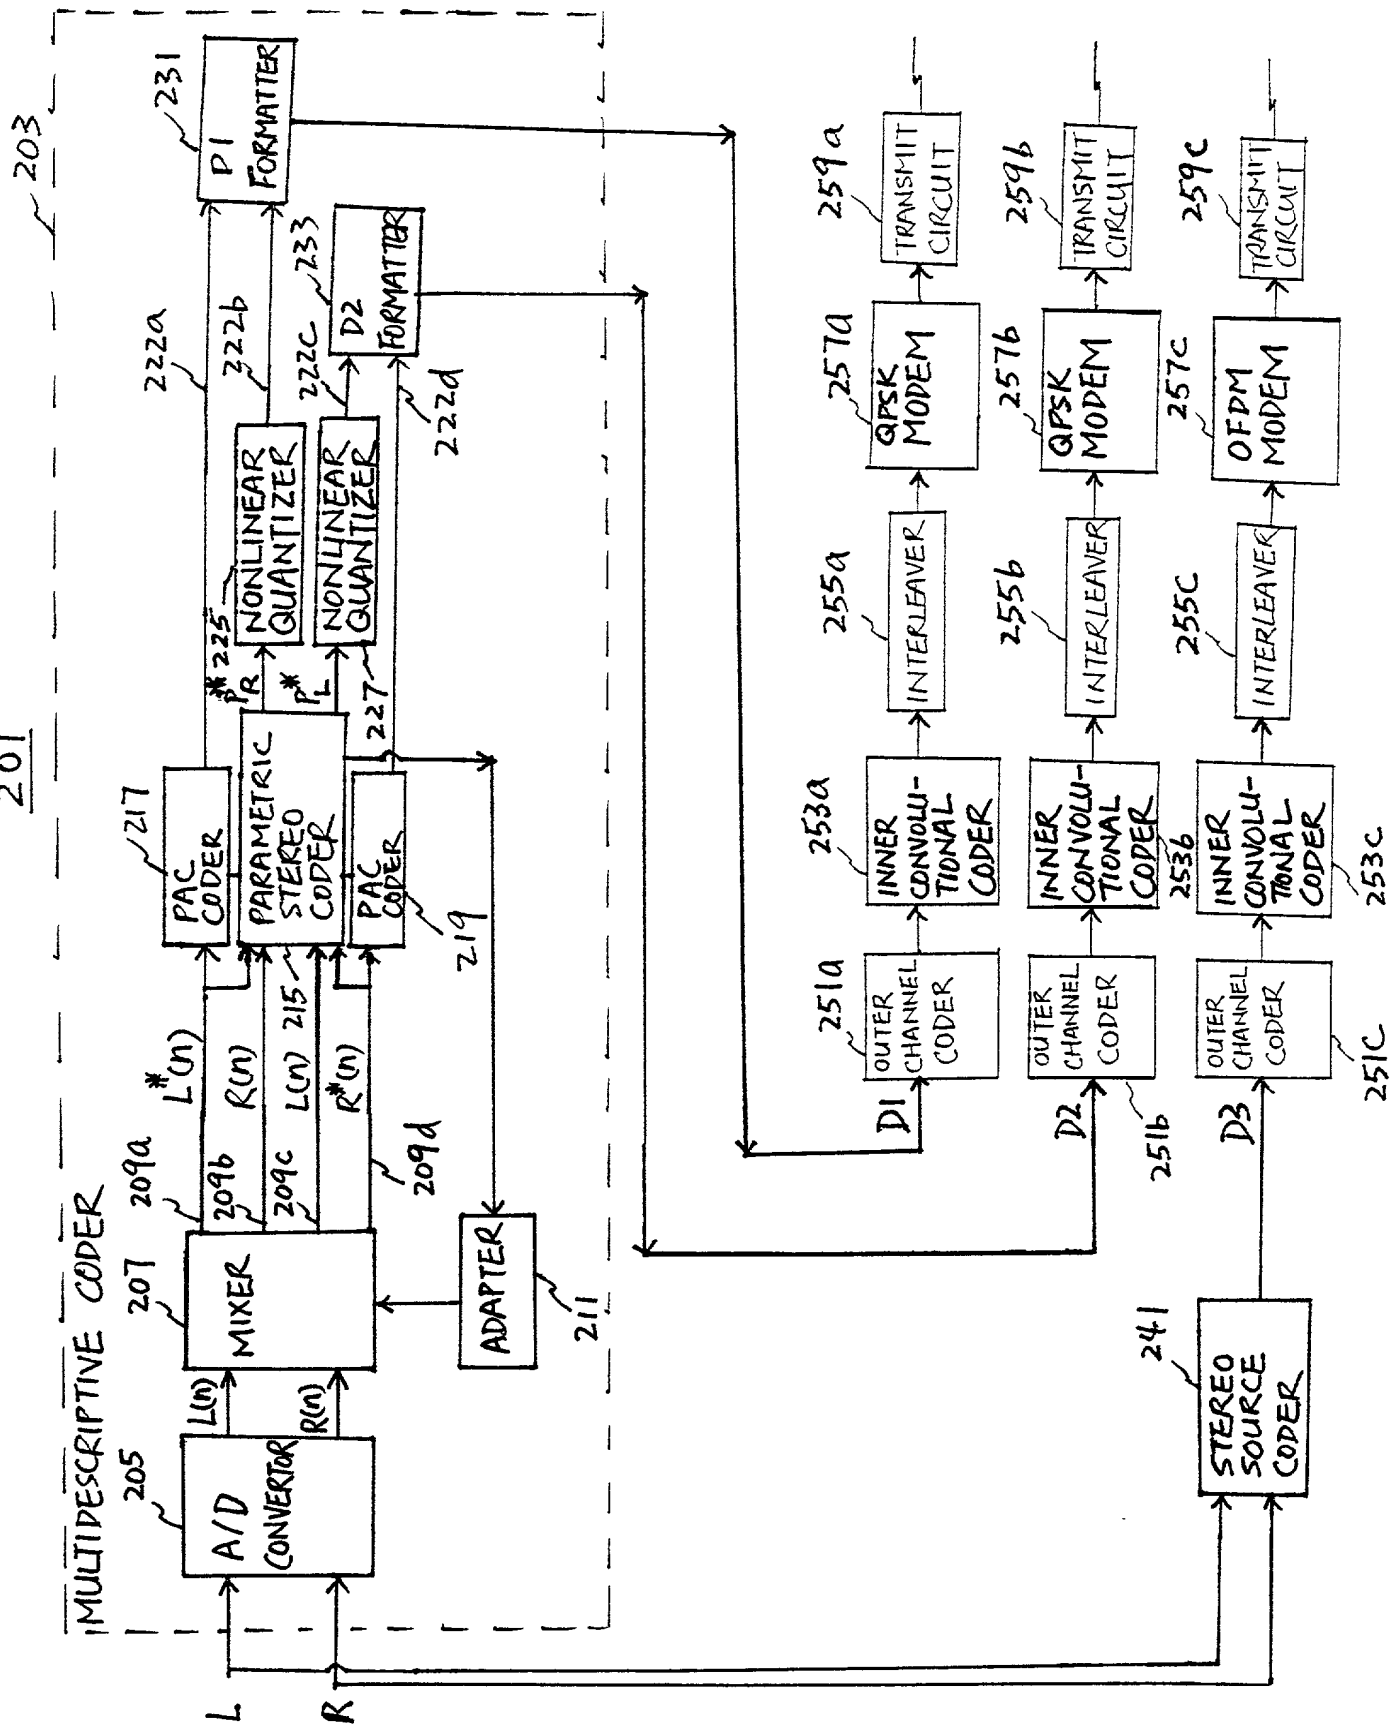 201
203
MULTIDESCRIPTIVE CODER
L
R
205
A/D
CONVERTOR
L(n)
R(n)
207
MIXER
209a
209b
209c
209d
L*(n)
R(n)
L(n)
R*(n)
ADAPTER
211
217
PAC
CODER
215
PARAMETRIC
STEREO
CODER
PAC
CODER
219
P*R
P*L
225
NONLINEAR
QUANTIZER
NONLINEAR
QUANTIZER
227
222a
222b
222c
222d
231
D1
FORMATTER
233
D2
FORMATTER
241
STEREO
SOURCE
CODER
D1
251a
OUTER
CHANNEL
CODER
253a
INNER
CONVOLU-
TIONAL
CODER
255a
INTERLEAVER
257a
QPSK
MODEM
259a
TRANSMIT
CIRCUIT
D2
251b
OUTER
CHANNEL
CODER
INNER
CONVOLU-
TIONAL
CODER
253b
255b
INTERLEAVER
257b
QPSK
MODEM
259b
TRANSMIT
CIRCUIT
D3
OUTER
CHANNEL
CODER
251c
INNER
CONVOLU-
TIONAL
CODER
253c
255c
INTERLEAVER
257c
OFDM
MODEM
259c
TRANSMIT
CIRCUIT